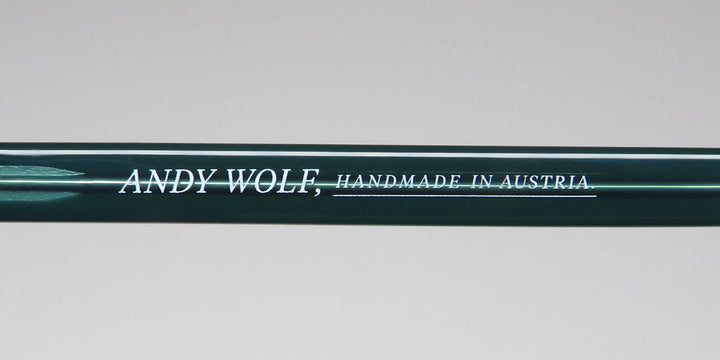 ANDY WOLF, HANDMADE IN AUSTRIA.